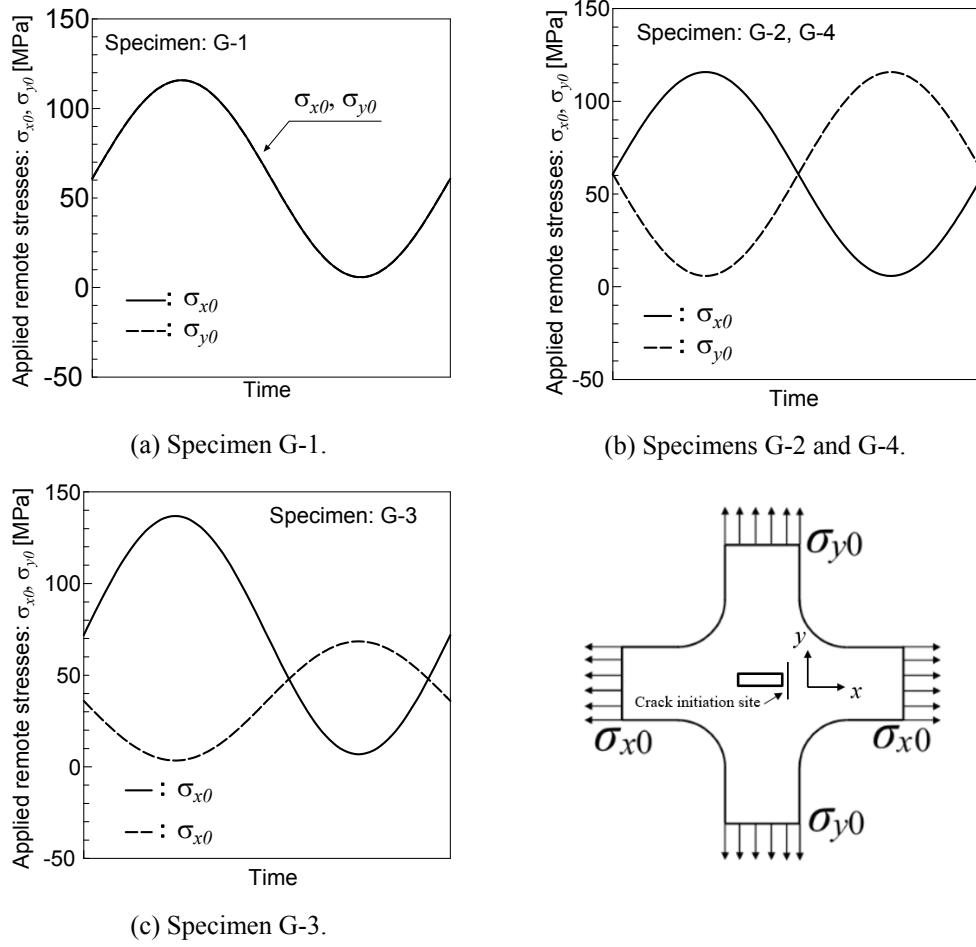 Applied remote stresses: σx0, σy0 [MPa]
Specimen: G-1
150
100
50
0
-50
σx0, σy0
: σx0
: σy0
Time
(a) Specimen G-1.
Applied remote stresses: σx0, σy0 [MPa]
Specimen: G-2, G-4
150
100
50
0
-50
: σx0
: σy0
Time
(b) Specimens G-2 and G-4.
Applied remote stresses: σx0, σy0 [MPa]
Specimen: G-3
150
100
50
0
-50
: σx0
: σx0
Time
(c) Specimen G-3.
σy0
y
x
Crack initiation site
σx0
σx0
σy0